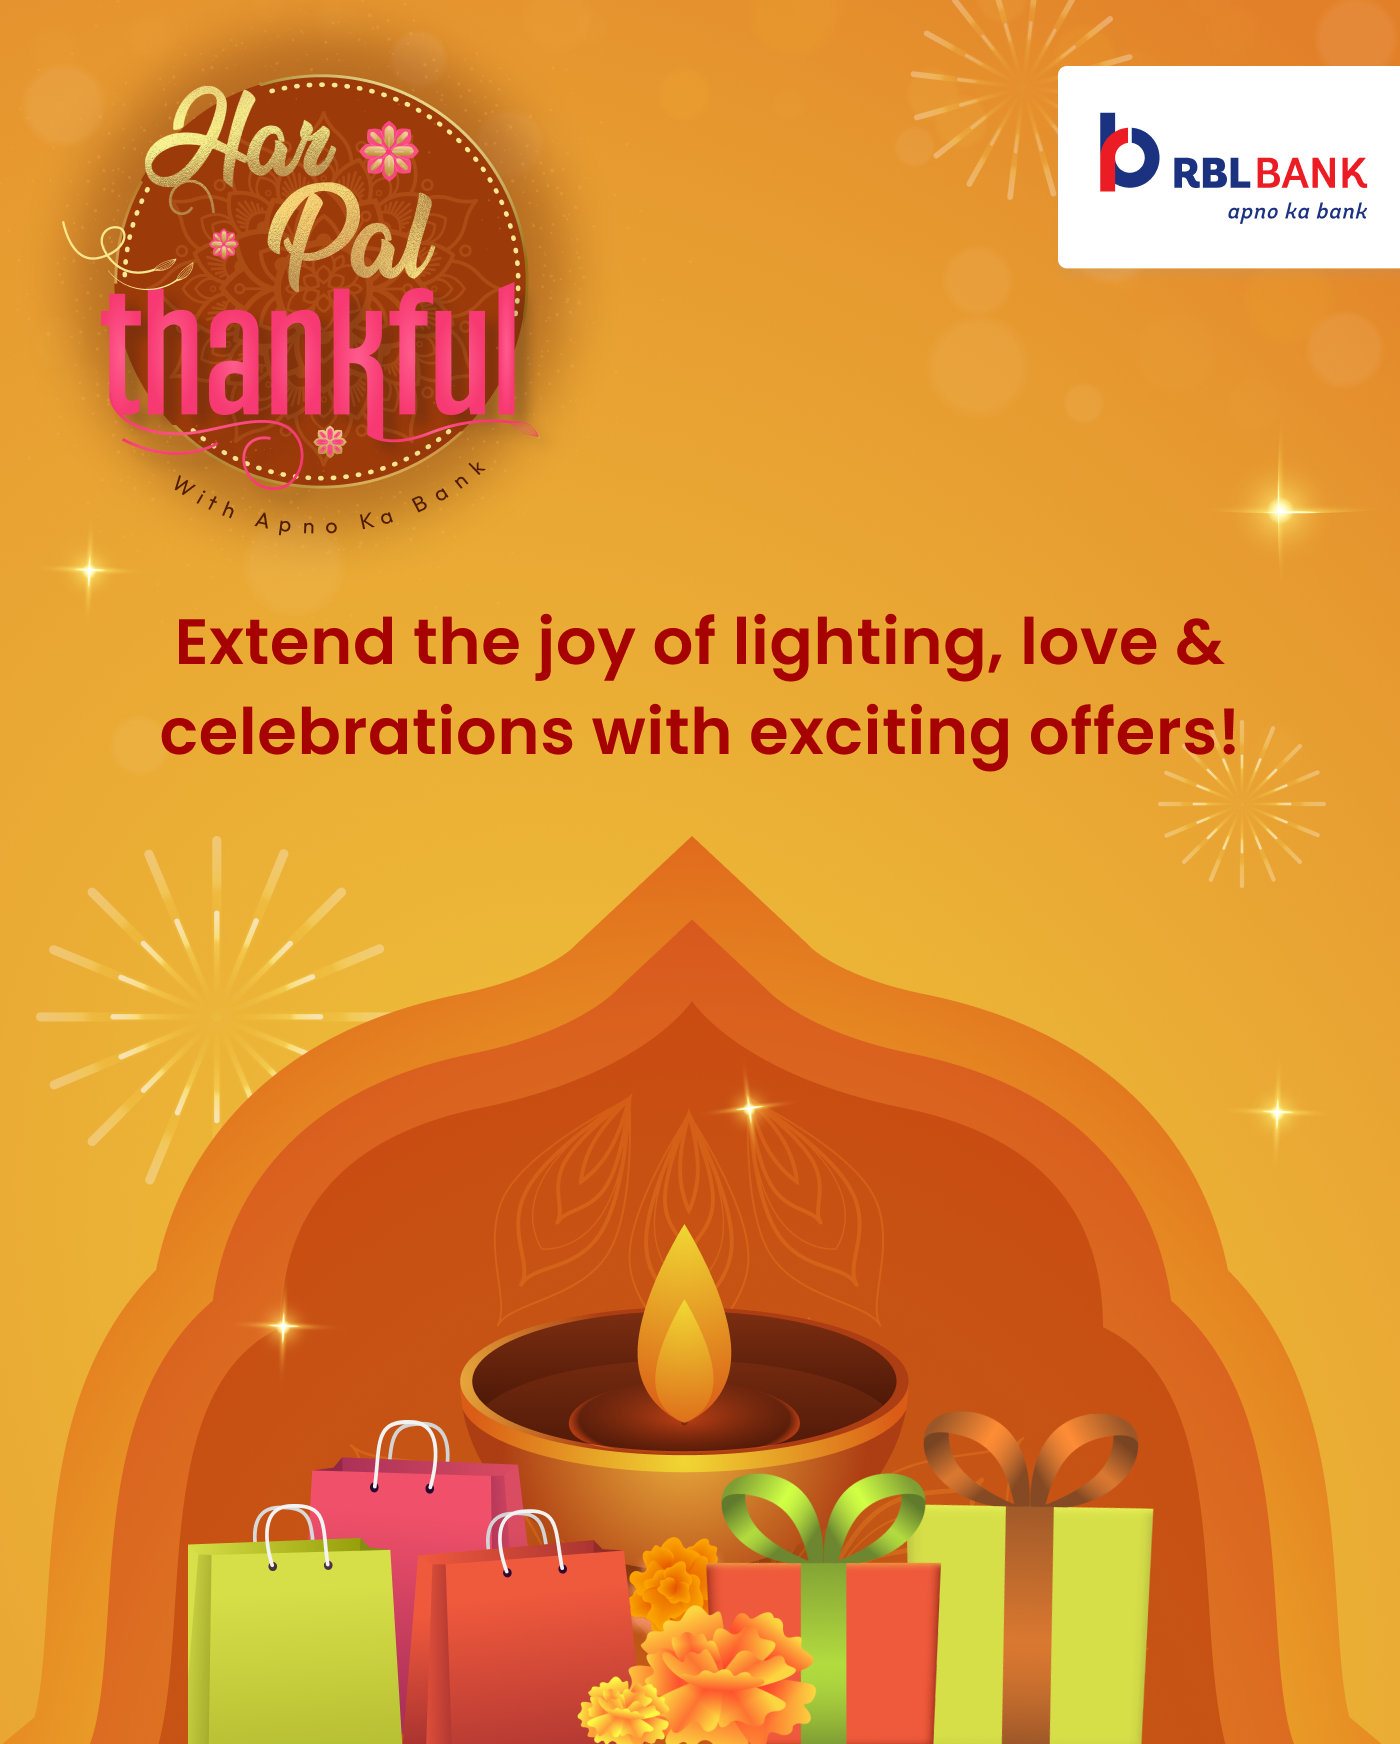 Har
Pal
thankful
With Apno Ka Bank
RBL BANK
apno ka bank
Extend the joy of lighting, love &
celebrations with exciting offers!